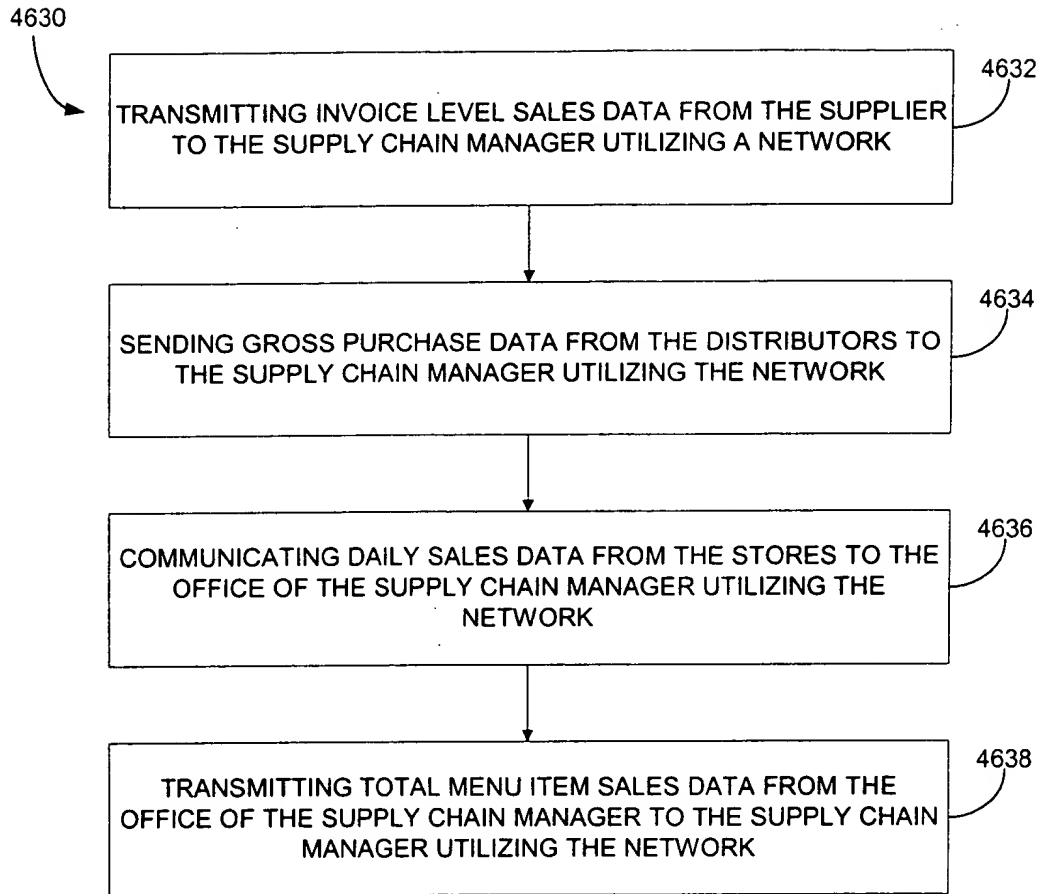 4630
4632
TRANSMITTING INVOICE LEVEL SALES DATA FROM THE SUPPLIER
TO THE SUPPLY CHAIN MANAGER UTILIZING A NETWORK
4634
SENDING GROSS PURCHASE DATA FROM THE DISTRIBUTORS TO
THE SUPPLY CHAIN MANAGER UTILIZING THE NETWORK
4636
COMMUNICATING DAILY SALES DATA FROM THE STORES TO THE
OFFICE OF THE SUPPLY CHAIN MANAGER UTILIZING THE
NETWORK
4638
TRANSMITTING TOTAL MENU ITEM SALES DATA FROM THE
OFFICE OF THE SUPPLY CHAIN MANAGER TO THE SUPPLY CHAIN
MANAGER UTILIZING THE NETWORK